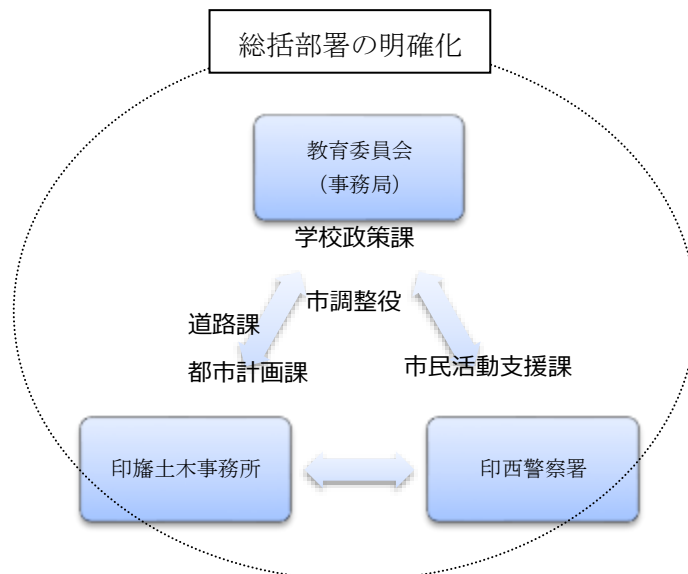 総括部署の明確化
教育委員会
（事務局）
学校政策課
市調整役
道路課
都市計画課
市民活動支援課
印旛土木事務所
印西警察署